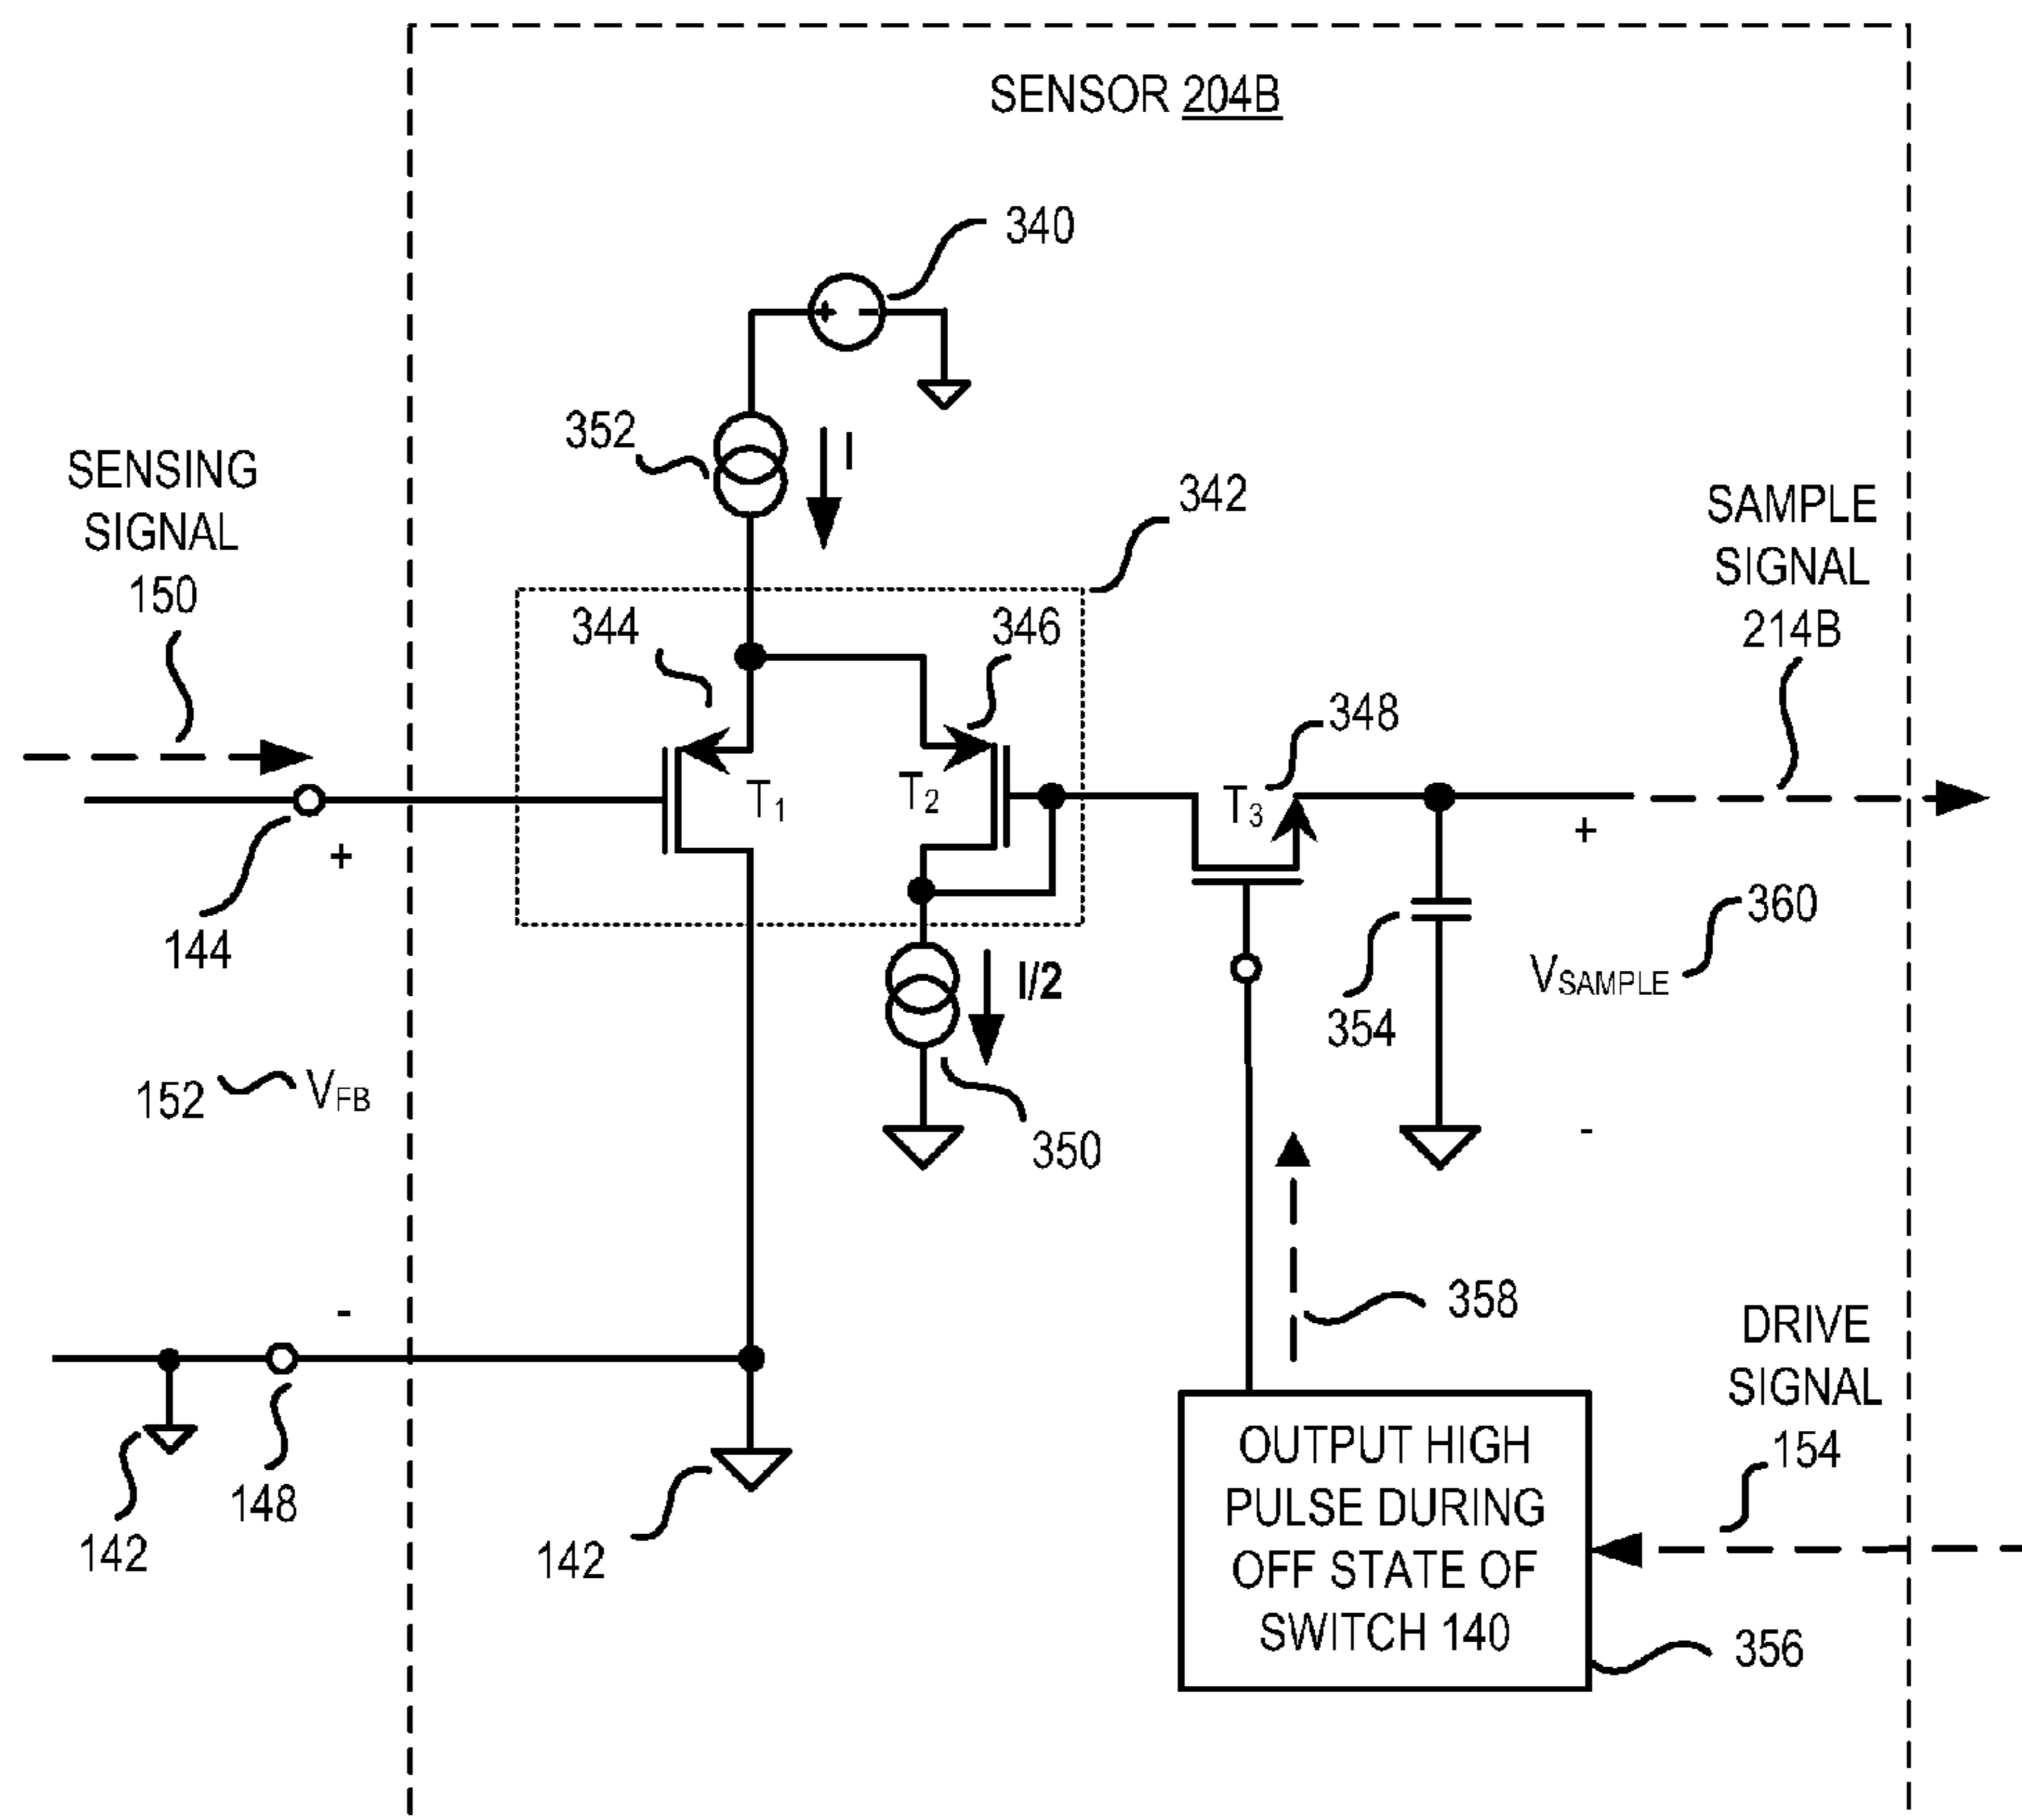 SENSOR 204B
340
352
I
342
SENSING
SIGNAL
150
SAMPLE
SIGNAL
214B
344
346
348
T1
T2
T3
+
+
+
-
144
360
VSAMPLE
354
I/2
152
VFB
350
-
-
358
DRIVE
SIGNAL
154
142
148
142
OUTPUT HIGH
PULSE DURING
OFF STATE OF
SWITCH 140
356